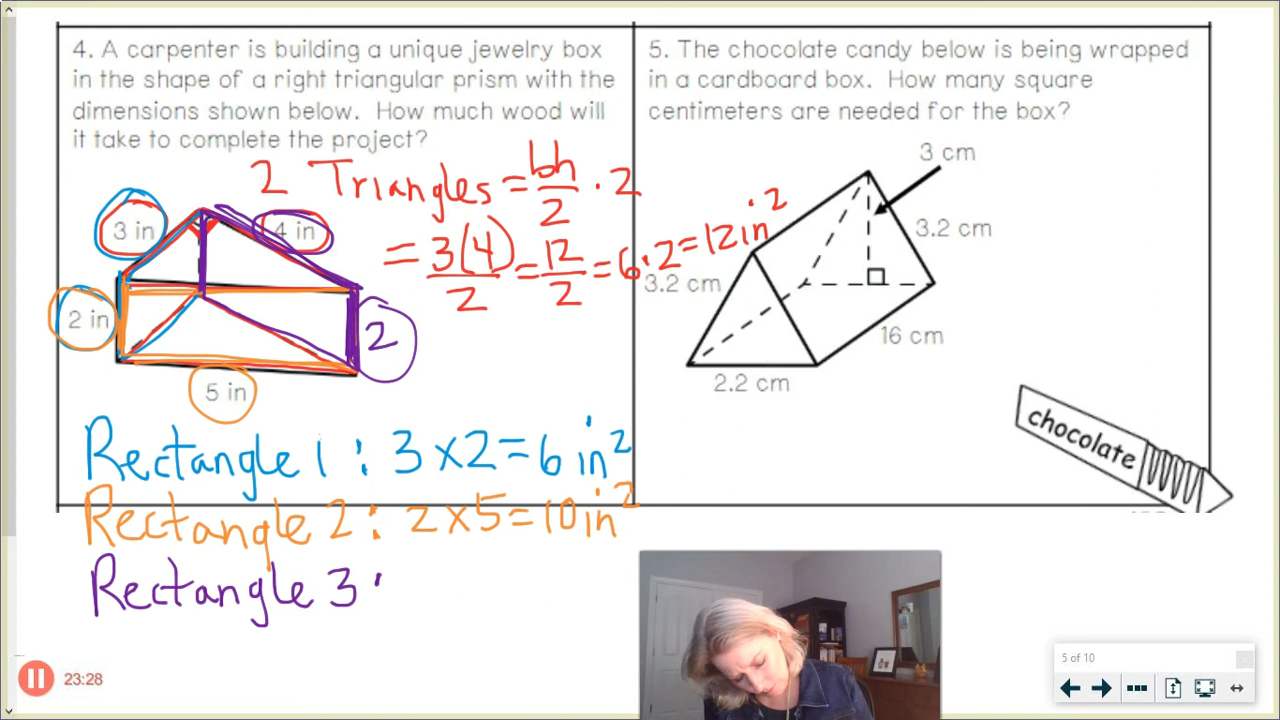 4. A carpenter is building a unique jewelry box
in the shape of a right triangular prism with the
dimensions shown below. How much wood will
it take to complete the project?
2 Triangles = bh/2 · 2
= 3(4)/2 = 12/2 = 6·2 = 12in²
3 in
4 in
2 in
2
5 in
Rectangle 1 : 3 x 2 = 6 in²
Rectangle 2 : 2 x 5 = 10 in²
Rectangle 3 ·
5. The chocolate candy below is being wrapped
in a cardboard box. How many square
centimeters are needed for the box?
3 cm
3.2 cm
3.2 cm
16 cm
2.2 cm
chocolate
23:28
5 of 10